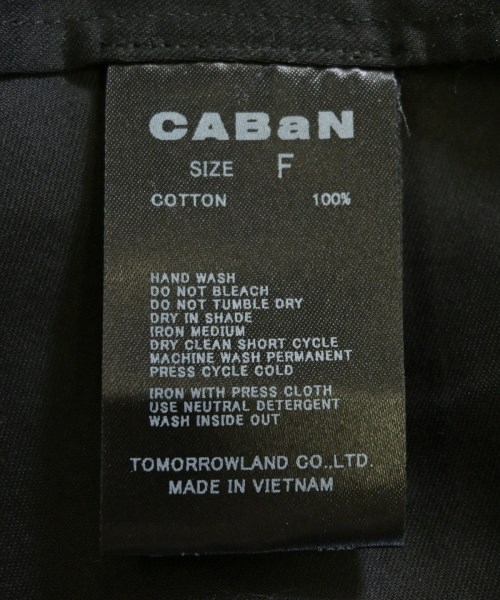 CABaN
SIZE F
COTTON 100%
HAND WASH
DO NOT BLEACH
DO NOT TUMBLE DRY
DRY IN SHADE
IRON MEDIUM
DRY CLEAN SHORT CYCLE
MACHINE WASH PERMANENT
PRESS CYCLE COLD
IRON WITH PRESS CLOTH
USE NEUTRAL DETERGENT
WASH INSIDE OUT
TOMORROWLAND CO.,LTD.
MADE IN VIETNAM